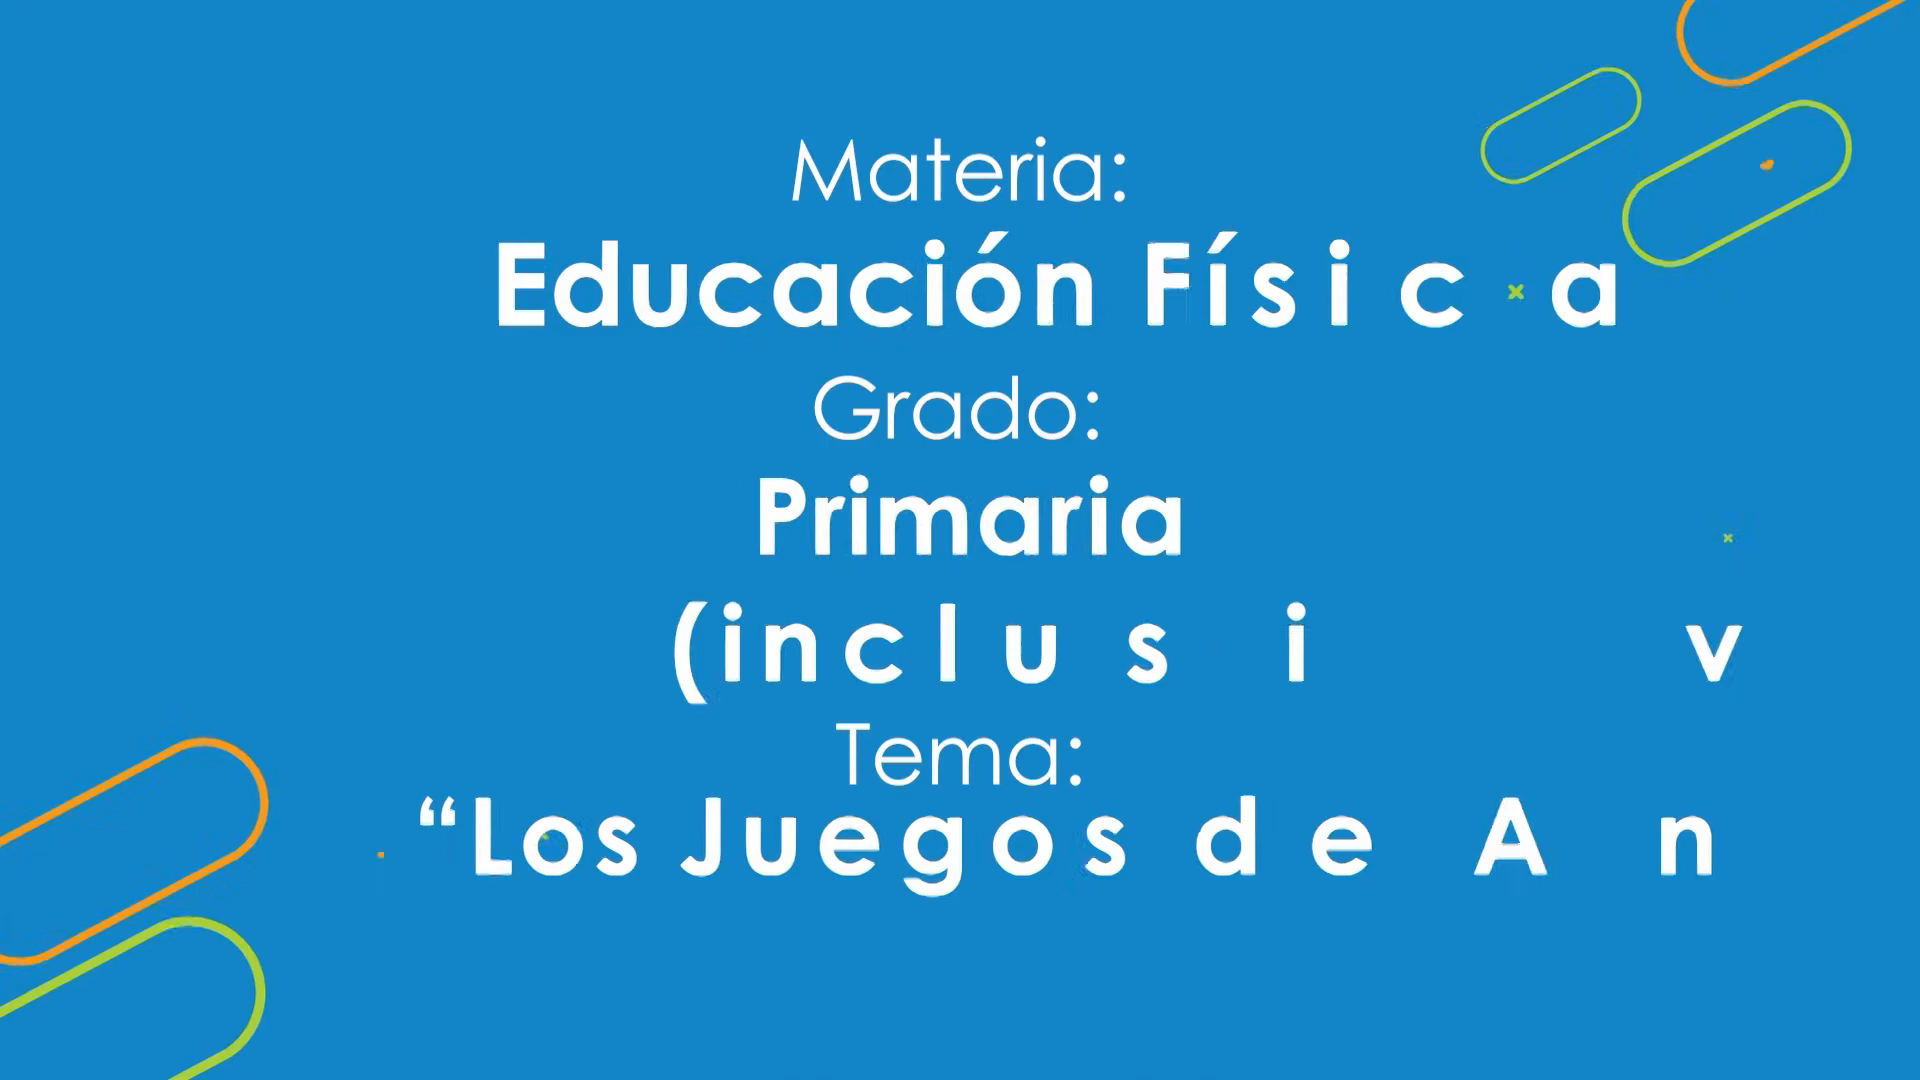 Materia:
Educación Física
Grado:
Primaria
(inclusiv
Tema:
“Los Juegos de An